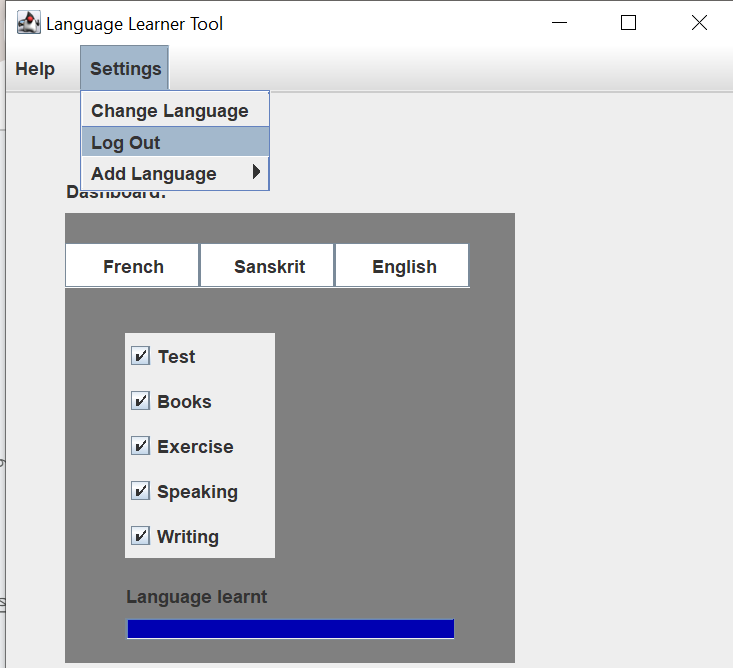 Language Learner Tool
Help Settings
Change Language
Log Out
Add Language
Dashboard:
French Sanskrit English
Test
Books
Exercise
Speaking
Writing
Language learnt